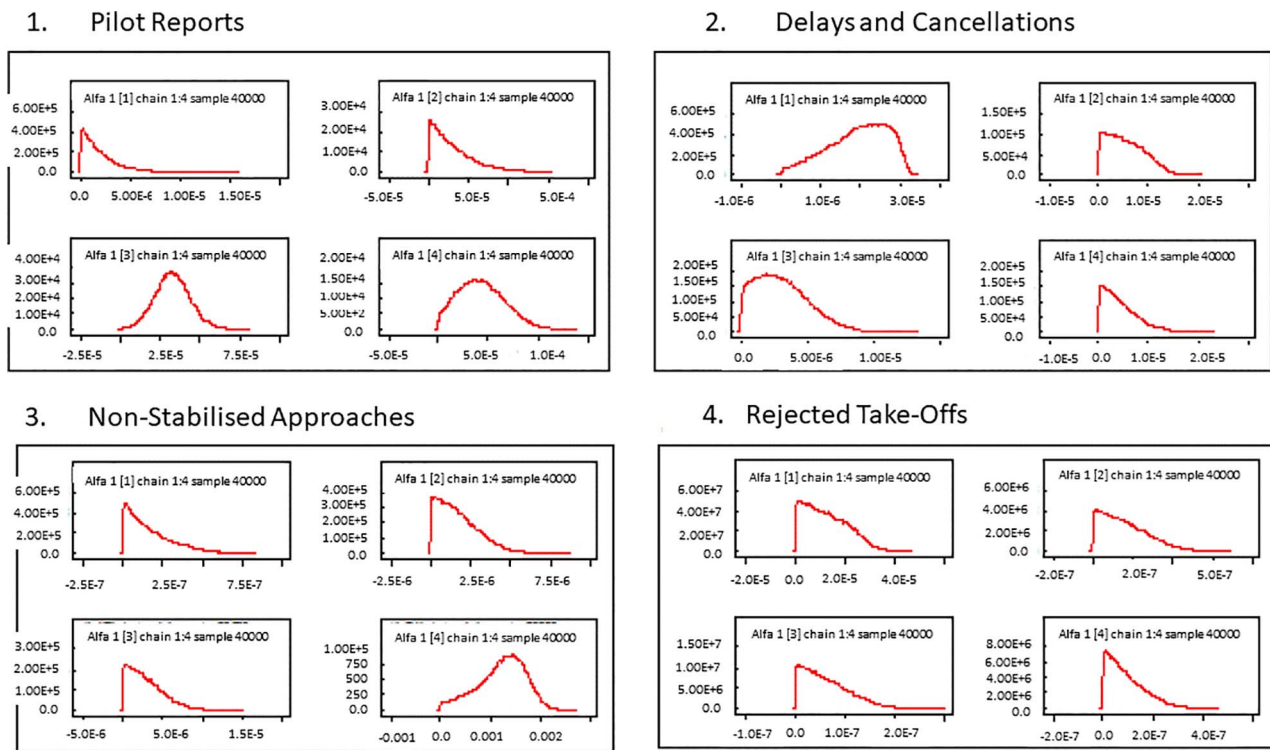 1. Pilot Reports
Alfa 1 [1] chain 1:4 sample 40000
6.00E+5
4.00E+5
2.00E+5
0.0
0.0 5.00E-6 1.00E-5 1.50E-5
Alfa 1 [2] chain 1:4 sample 40000
3.00E+4
2.00E+4
1.00E+4
0.0
-5.0E-5 5.0E-5 5.0E-4
Alfa 1 [3] chain 1:4 sample 40000
4.00E+4
3.00E+4
2.00E+4
1.00E+4
0.0
-2.5E-5 2.5E-5 7.5E-5
Alfa 1 [4] chain 1:4 sample 40000
2.00E+4
1.50E+4
1.00E+4
5.00E+2
0.0
-5.0E-5 5.0E-5 1.0E-4
2. Delays and Cancellations
Alfa 1 [1] chain 1:4 sample 40000
6.00E+5
4.00E+5
2.00E+5
0.0
-1.0E-6 1.0E-6 3.0E-5
Alfa 1 [2] chain 1:4 sample 40000
1.50E+5
1.00E+5
5.00E+4
0.0
-1.0E-5 0.0 1.0E-5 2.0E-5
Alfa 1 [3] chain 1:4 sample 40000
2.00E+5
1.50E+5
1.00E+5
5.00E+4
0.0
0.0 5.00E-6 1.00E-5
Alfa 1 [4] chain 1:4 sample 40000
2.00E+5
1.50E+5
1.00E+5
5.00E+4
0.0
-1.0E-5 0.0 1.0E-5 2.0E-5
3. Non-Stabilised Approaches
Alfa 1 [1] chain 1:4 sample 40000
6.00E+5
4.00E+5
2.00E+5
0.0
-2.5E-7 2.5E-7 7.5E-7
Alfa 1 [2] chain 1:4 sample 40000
4.00E+5
3.00E+5
2.00E+5
1.00E+5
0.0
-2.5E-6 2.5E-6 7.5E-6
Alfa 1 [3] chain 1:4 sample 40000
3.00E+5
2.00E+5
1.00E+5
0.0
-5.0E-6 5.0E-6 1.5E-5
Alfa 1 [4] chain 1:4 sample 40000
1.00E+5
750
500
250
0.0
-0.001 0.0 0.001 0.002
4. Rejected Take-Offs
Alfa 1 [1] chain 1:4 sample 40000
6.00E+7
4.00E+7
2.00E+7
0.0
-2.0E-5 0.0 2.0E-5 4.0E-5
Alfa 1 [2] chain 1:4 sample 40000
6.00E+6
4.00E+6
2.00E+6
0.0
-2.0E-7 2.0E-7 5.0E-7
Alfa 1 [3] chain 1:4 sample 40000
1.50E+7
1.00E+7
5.00E+6
0.0
-1.0E-7 0.0 1.0E-7 2.0E-7
Alfa 1 [4] chain 1:4 sample 40000
8.00E+6
6.00E+6
4.00E+6
2.00E+6
0.0
-2.0E-7 0.0 2.0E-7 4.0E-7